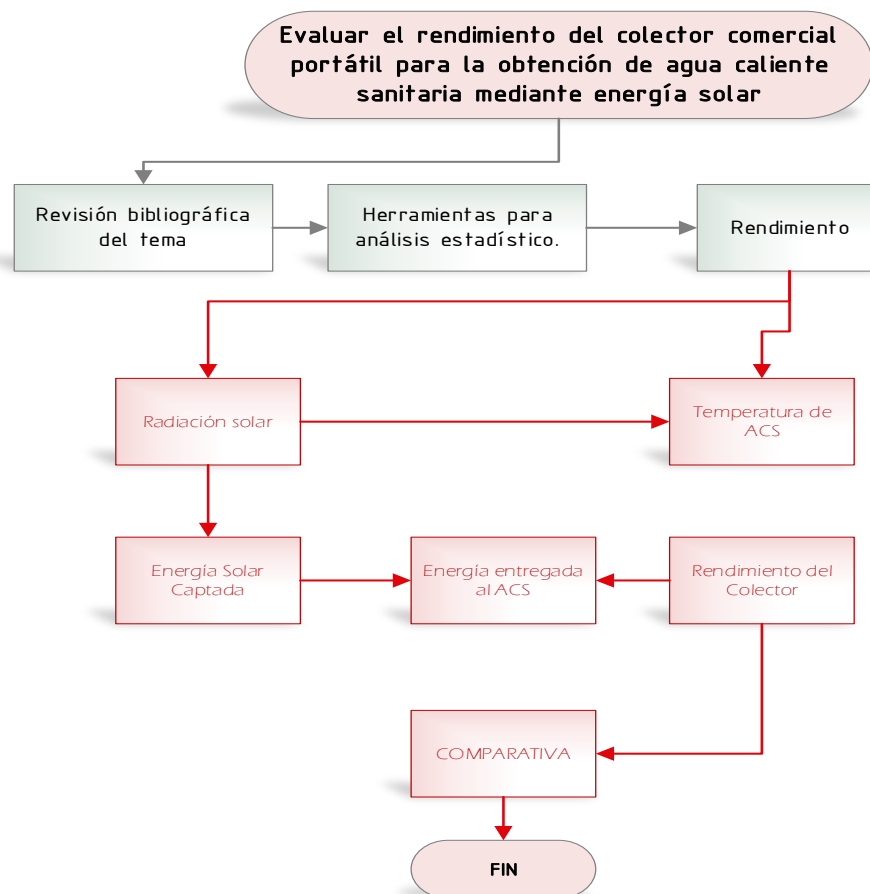 Evaluar el rendimiento del colector comercial
portátil para la obtención de agua caliente
sanitaria mediante energía solar
Revisión bibliográfica
del tema
Herramientas para
análisis estadístico.
Rendimiento
Radiación solar
Temperatura de
ACS
Energía Solar
Captada
Energía entregada
al ACS
Rendimiento del
Colector
COMPARATIVA
FIN